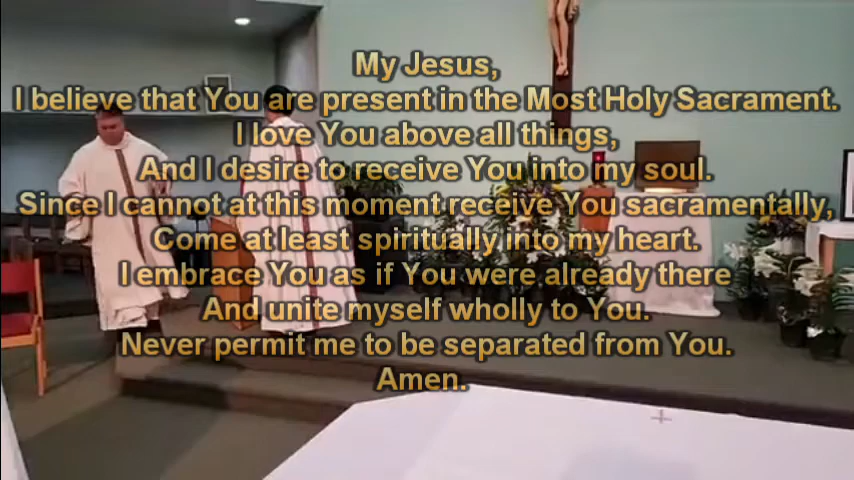 My Jesus,
I believe that You are present in the Most Holy Sacrament.
I love You above all things,
And I desire to receive You into my soul.
Since I cannot at this moment receive You sacramentally,
Come at least spiritually into my heart.
I embrace You as if You were already there
And unite myself wholly to You.
Never permit me to be separated from You.
Amen.